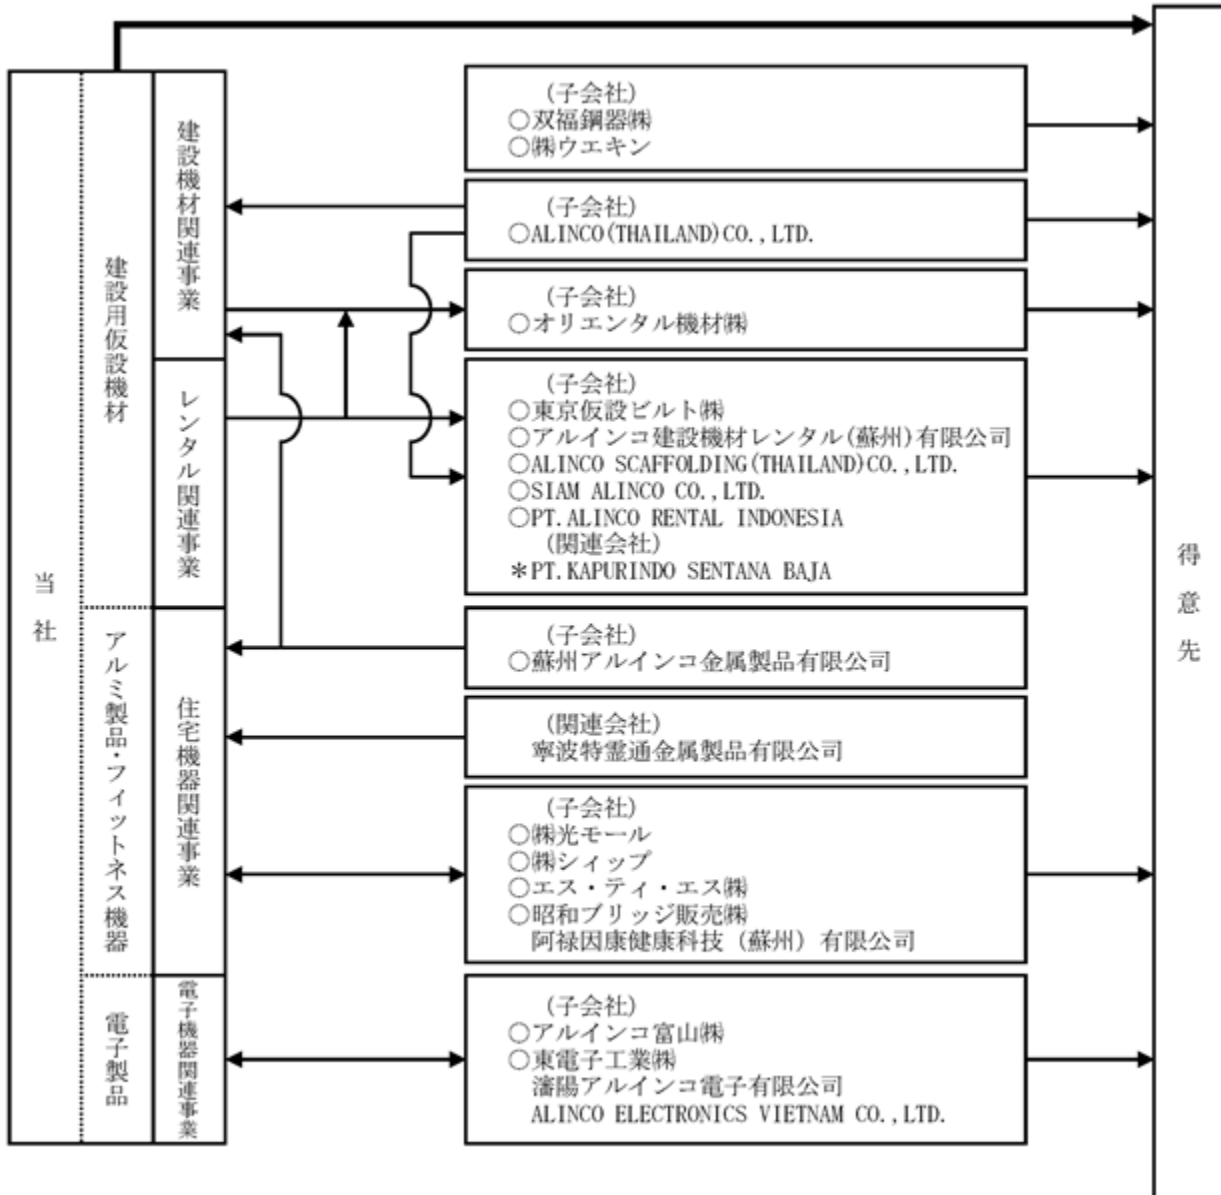 当社
建設用仮設機材
アルミ製品・フィットネス機器
電子製品
建設機材関連事業
レンタル関連事業
住宅機器関連事業
電子機器関連事業
(子会社)
○双福鋼器㈱
○㈱ウエキン
(子会社)
○ALINCO(THAILAND)CO.,LTD.
(子会社)
○オリエンタル機材㈱
(子会社)
○東京仮設ビルト㈱
○アルインコ建設機材レンタル(蘇州)有限公司
○ALINCO SCAFFOLDING(THAILAND)CO.,LTD.
○SIAM ALINCO CO.,LTD.
○PT.ALINCO RENTAL INDONESIA
(関連会社)
＊PT.KAPURINDO SENTANA BAJA
(子会社)
○蘇州アルインコ金属製品有限公司
(関連会社)
寧波特霊通金属製品有限公司
(子会社)
○㈱光モール
○㈱シィップ
○エス・ティ・エス㈱
○昭和ブリッジ販売㈱
阿禄因康健康科技（蘇州）有限公司
(子会社)
○アルインコ富山㈱
○東電子工業㈱
瀋陽アルインコ電子有限公司
ALINCO ELECTRONICS VIETNAM CO.,LTD.
得意先